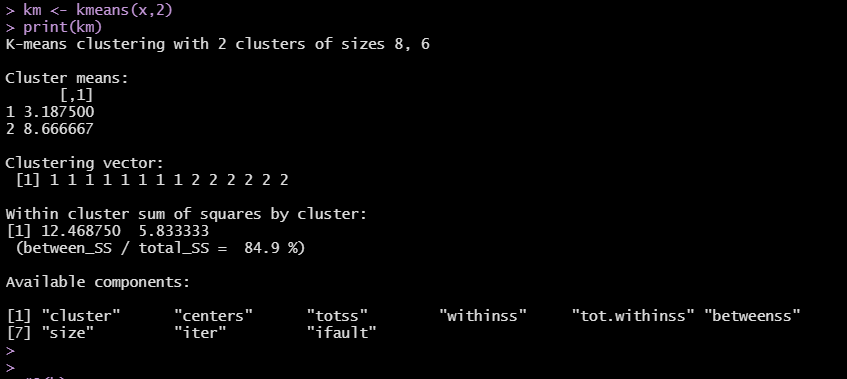 > km <- kmeans(x,2)
> print(km)
K-means clustering with 2 clusters of sizes 8, 6
Cluster means:
[,1]
1 3.187500
2 8.666667
Clustering vector:
[1] 1 1 1 1 1 1 1 1 2 2 2 2 2 2
Within cluster sum of squares by cluster:
[1] 12.468750 5.833333
(between_SS / total_SS = 84.9 %)
Available components:
[1] "cluster" "centers" "totss" "withinss" "tot.withinss" "betweenss"
[7] "size" "iter" "ifault"
>
>